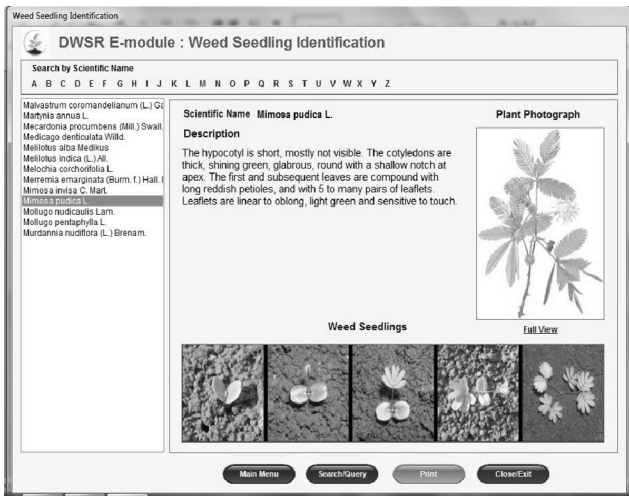 Weed Seedling Identification
DWSR E-module : Weed Seedling Identification
Search by Scientific Name
A B C D E F G H I J K L M N O P Q R S T U V W X Y Z
Malvastrum coromandelianum (L.) Ga
Martynia annua L.
Mecardonia procumbens (Mill.) Swall.
Medicago denticulata Willd.
Melilotus alba Medikus
Melilotus indica (L.) All.
Melochia corchorifolia L.
Merremia emarginata (Burm. f.) Hall. f
Mimosa invisa C. Mart.
Mimosa pudica L.
Mollugo nudicaulis Lam.
Mollugo pentaphylla L.
Murdannia nudiflora (L.) Brenam.
Scientific Name Mimosa pudica L.
Description
The hypocotyl is short, mostly not visible. The cotyledons are
thick, shining green, glabrous, round with a shallow notch at
apex. The first and subsequent leaves are compound with
long reddish petioles, and with 5 to many pairs of leaflets.
Leaflets are linear to oblong, light green and sensitive to touch.
Plant Photograph
Full View
Weed Seedlings
Main Menu
Search/Query
Print
Close/Exit